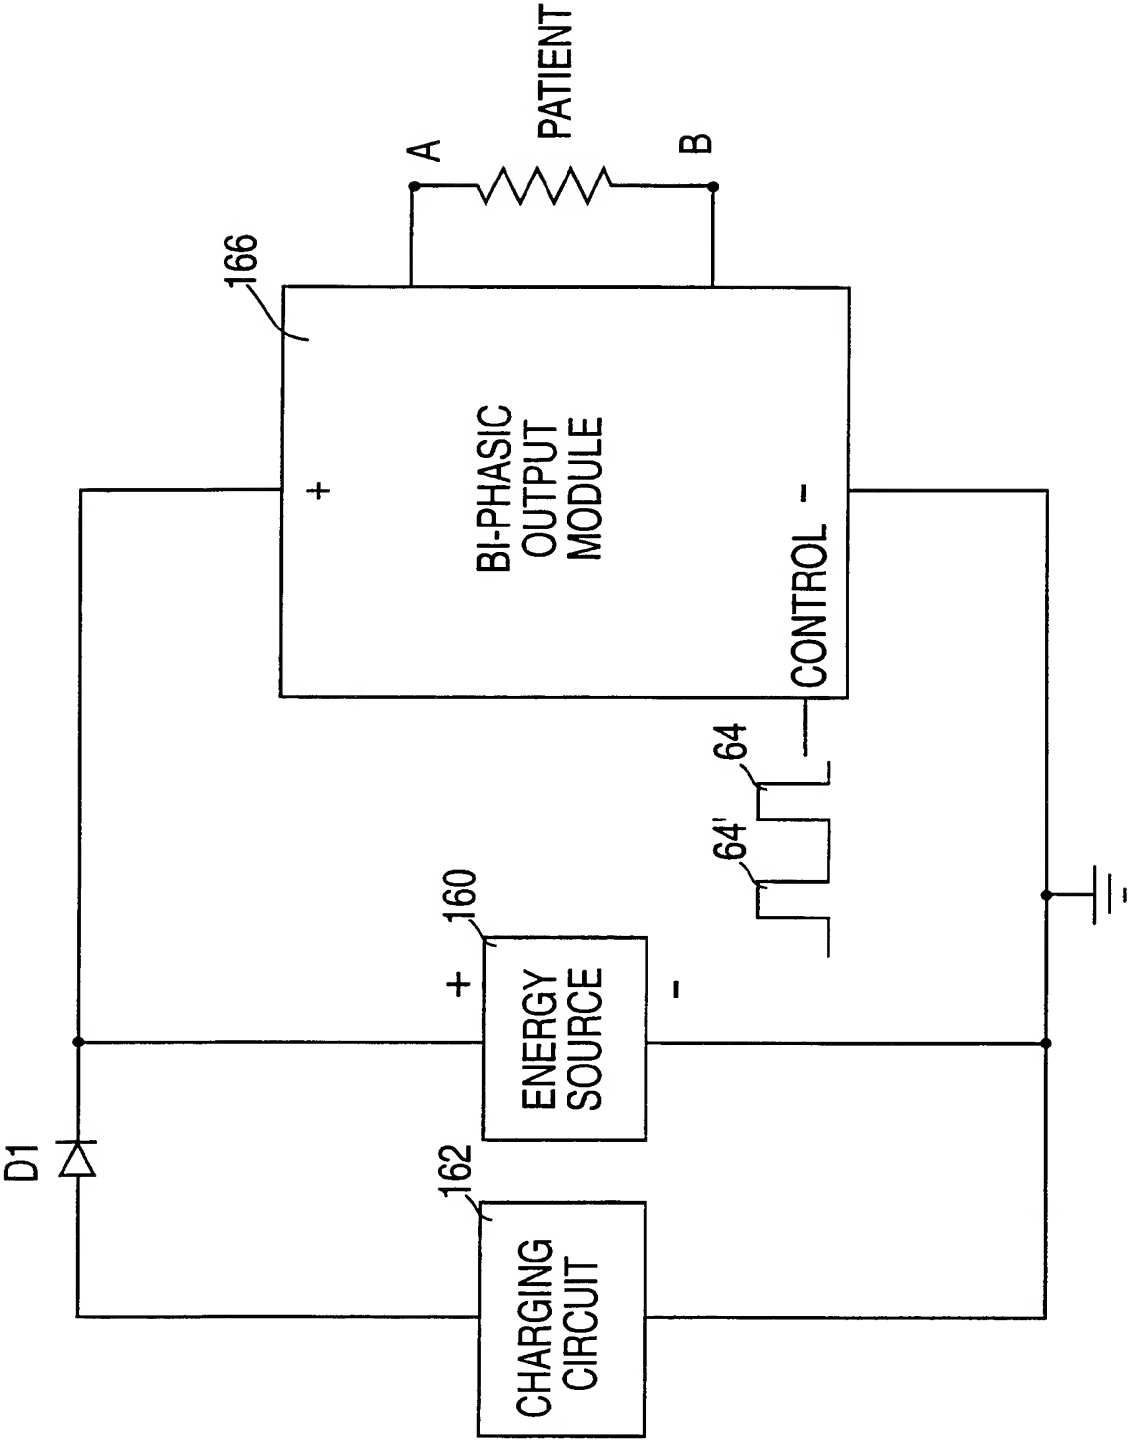 D1
CHARGING
CIRCUIT
162
+
ENERGY
SOURCE
-
160
64'
64
+
BI-PHASIC
OUTPUT
MODULE
CONTROL -
166
A
PATIENT
B